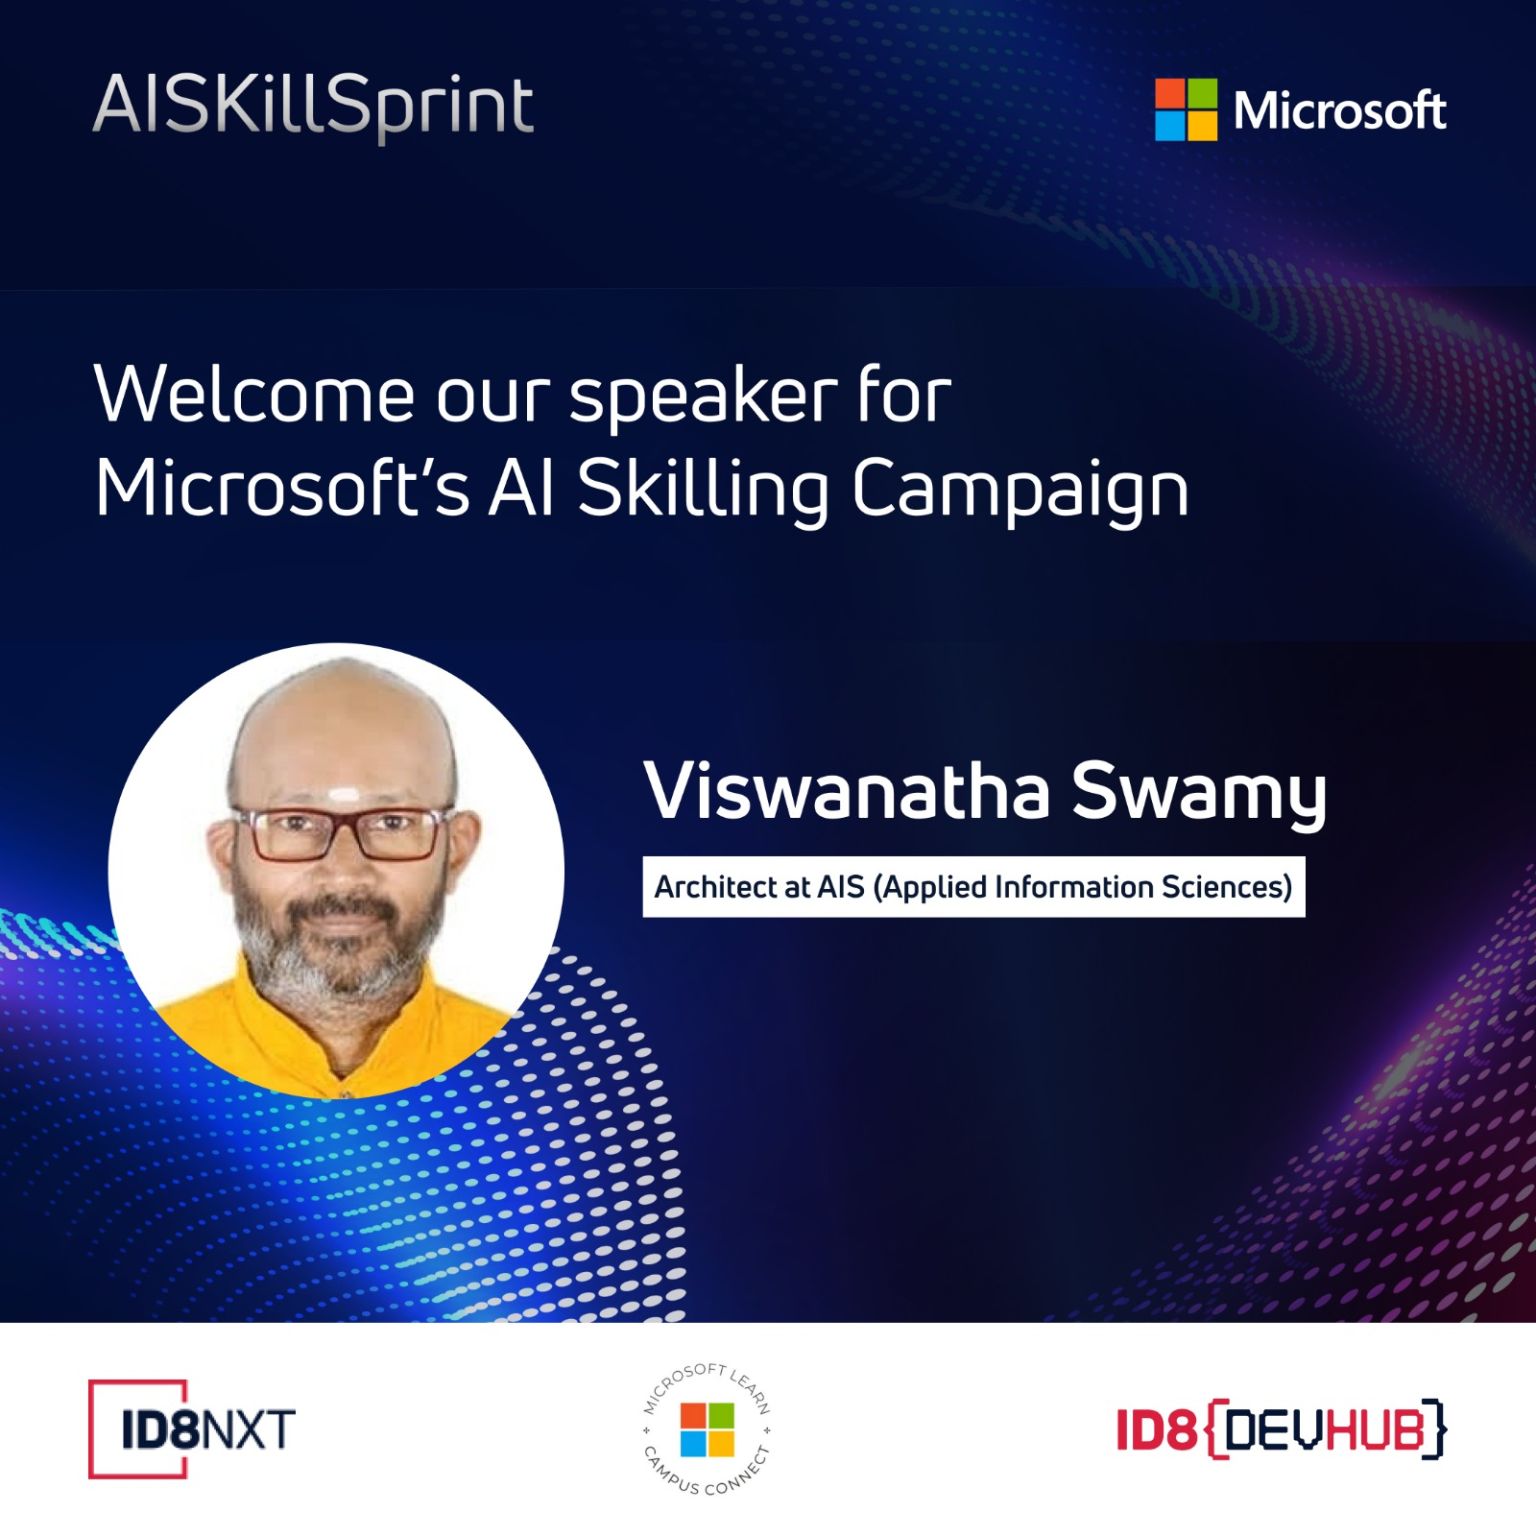 AISKillSprint
Microsoft
Welcome our speaker for
Microsoft’s AI Skilling Campaign
Viswanatha Swamy
Architect at AIS (Applied Information Sciences)
ID8NXT
MICROSOFT LEARN
CAMPUS CONNECT
ID8{DEVHUB}